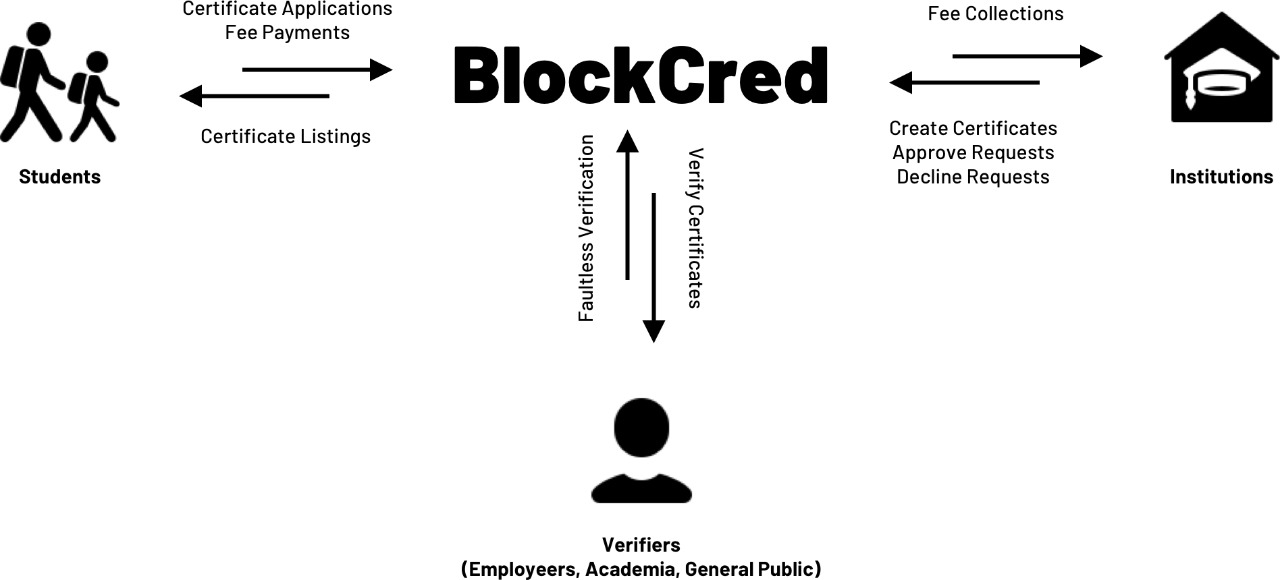 Certificate Applications
Fee Payments
Certificate Listings
Students
BlockCred
Fee Collections
Create Certificates
Approve Requests
Decline Requests
Institutions
Faultless Verification
Verify Certificates
Verifiers
(Employeers, Academia, General Public)